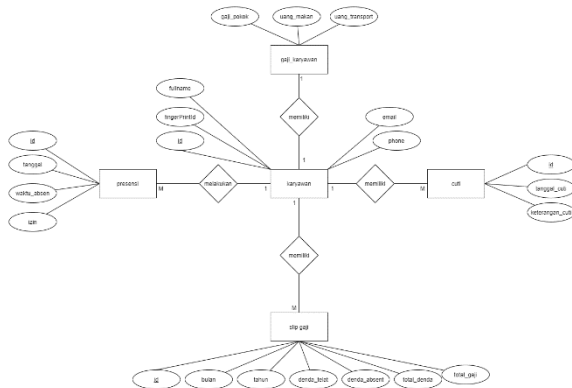 gaji_pokok
uang_makan
uang_transport
gaji_karyawan
1
fullname
fingerPrintId
id
memiliki
email
phone
1
id
tanggal
waktu_absen
izin
presensi
M
melakukan
1
karyawan
1
memiliki
M
cuti
id
tanggal_cuti
keterangan_cuti
1
memiliki
M
slip gaji
id
bulan
tahun
denda_telat
denda_absent
total_denda
total_gaji